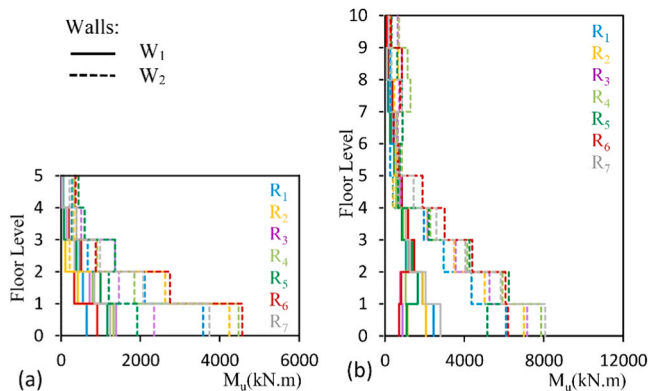 Walls:
W1
W2
Floor Level
5
4
3
2
1
0
R1
R2
R3
R4
R5
R6
R7
0 2000 4000 6000
(a)
Mu(kN.m)
Floor Level
10
9
8
7
6
5
4
3
2
1
0
R1
R2
R3
R4
R5
R6
R7
0 4000 8000 12000
(b)
Mu(kN.m)